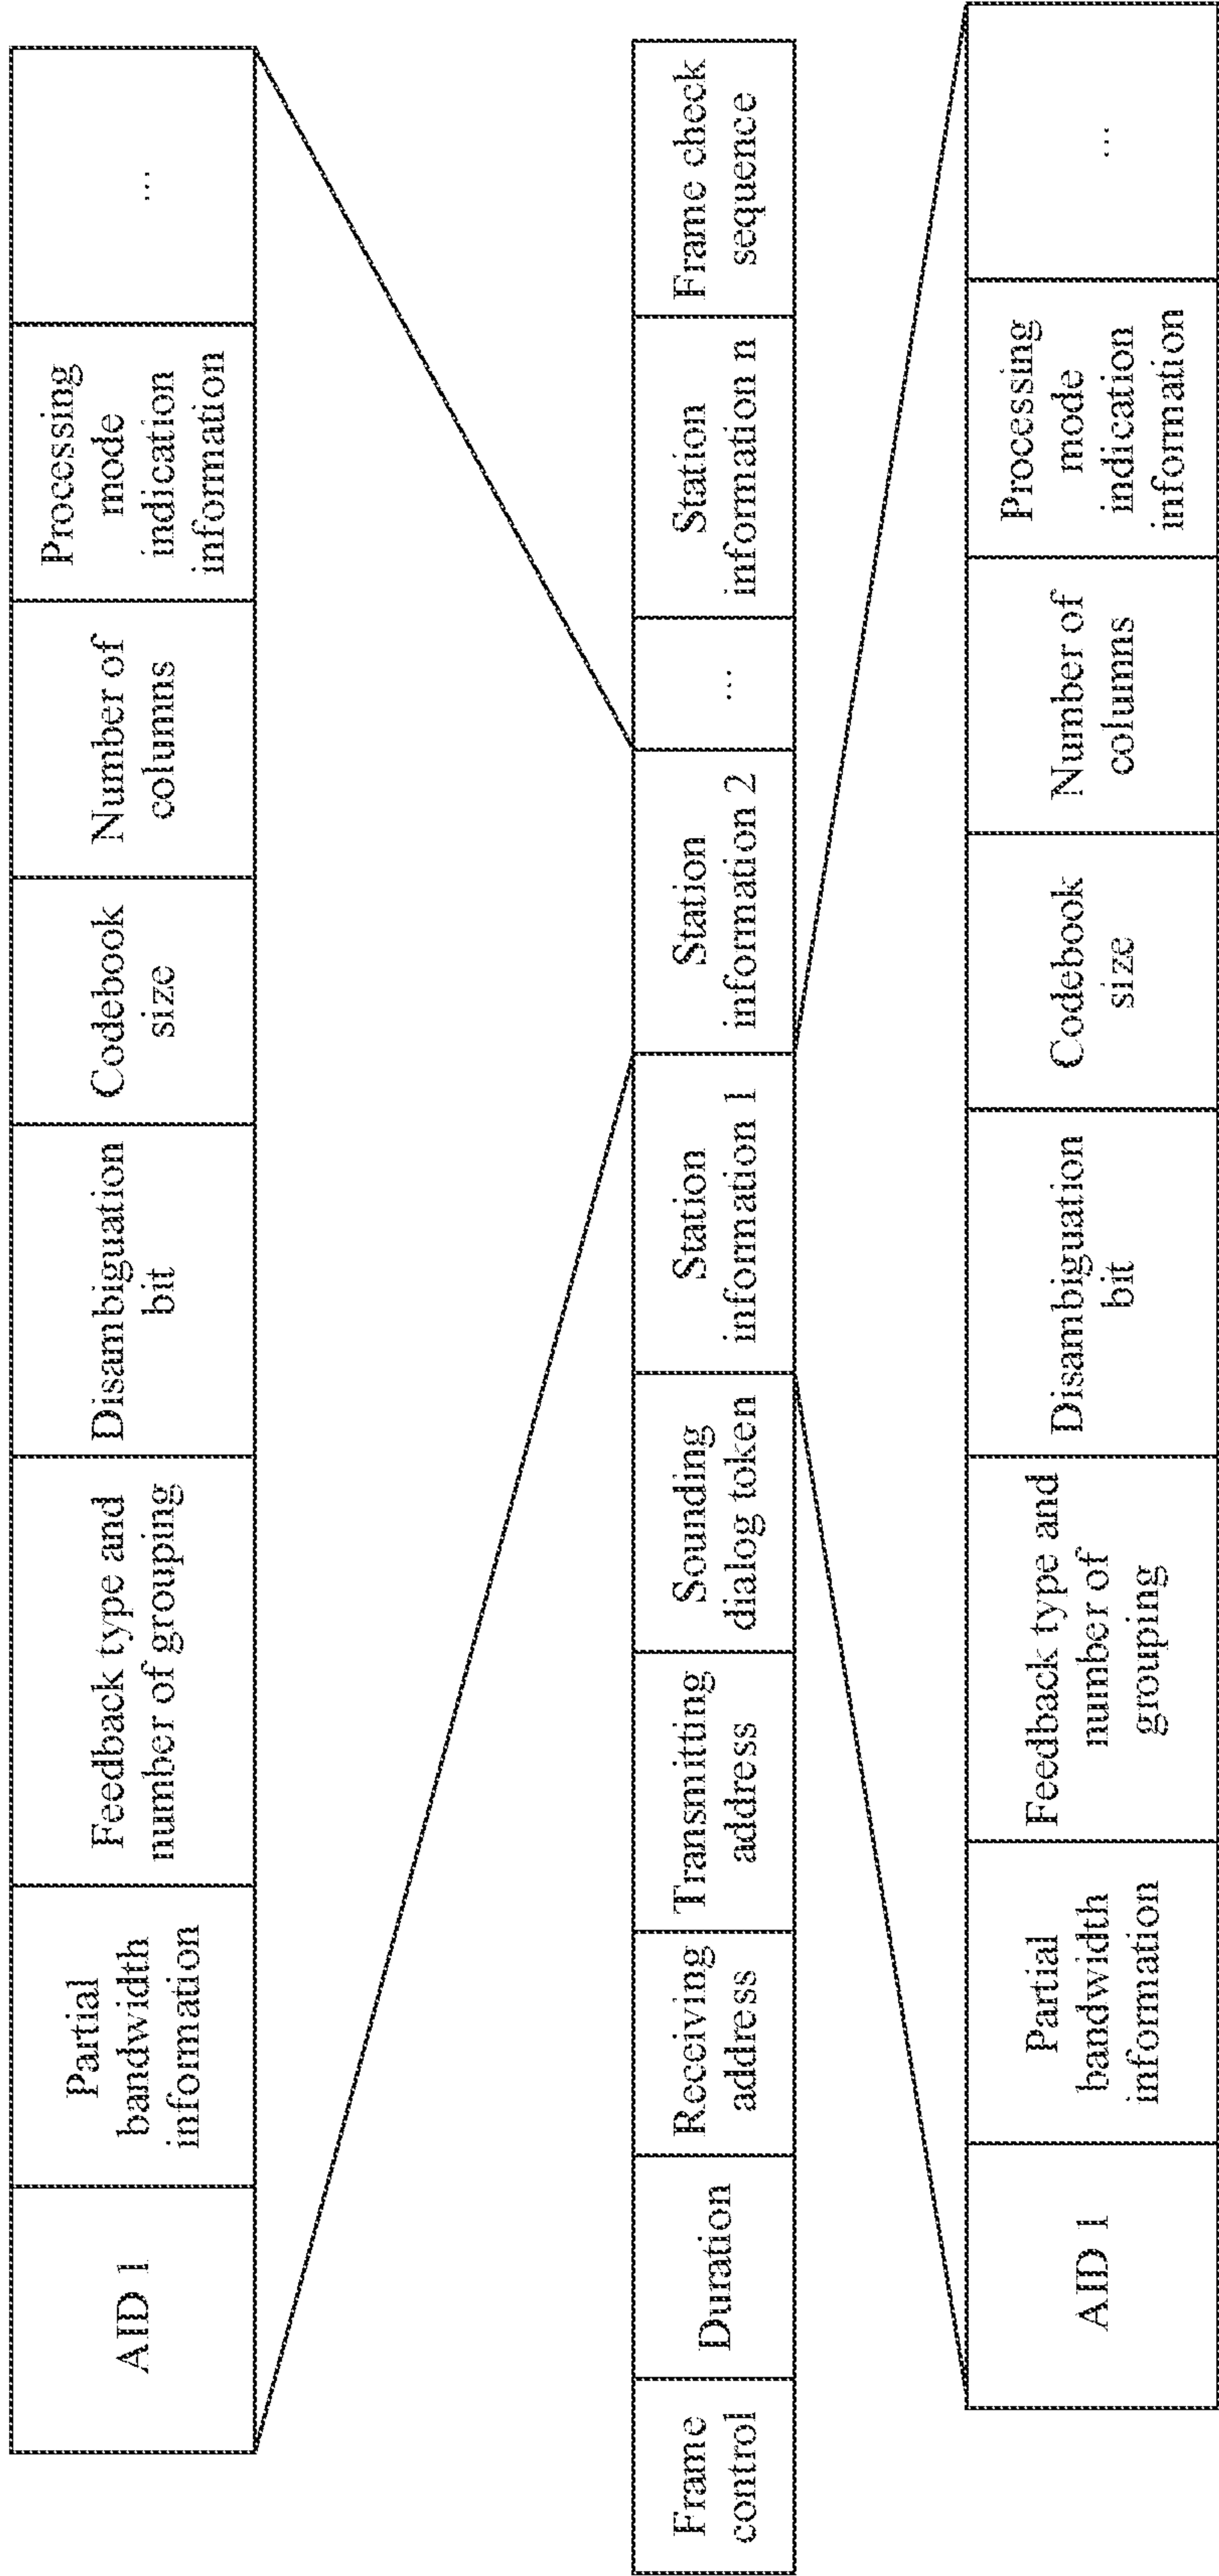 AID 1
Partial
bandwidth
information
Feedback type and
number of grouping
Disambiguation
bit
Codebook
size
Number of
columns
Processing
mode
indication
information
...
Frame
control
Duration
Receiving
address
Transmitting
address
Sounding
dialog token
Station
information 1
Station
information 2
...
Station
information n
Frame check
sequence
AID 1
Partial
bandwidth
information
Feedback type and
number of
grouping
Disambiguation
bit
Codebook
size
Number of
columns
Processing
mode
indication
information
...